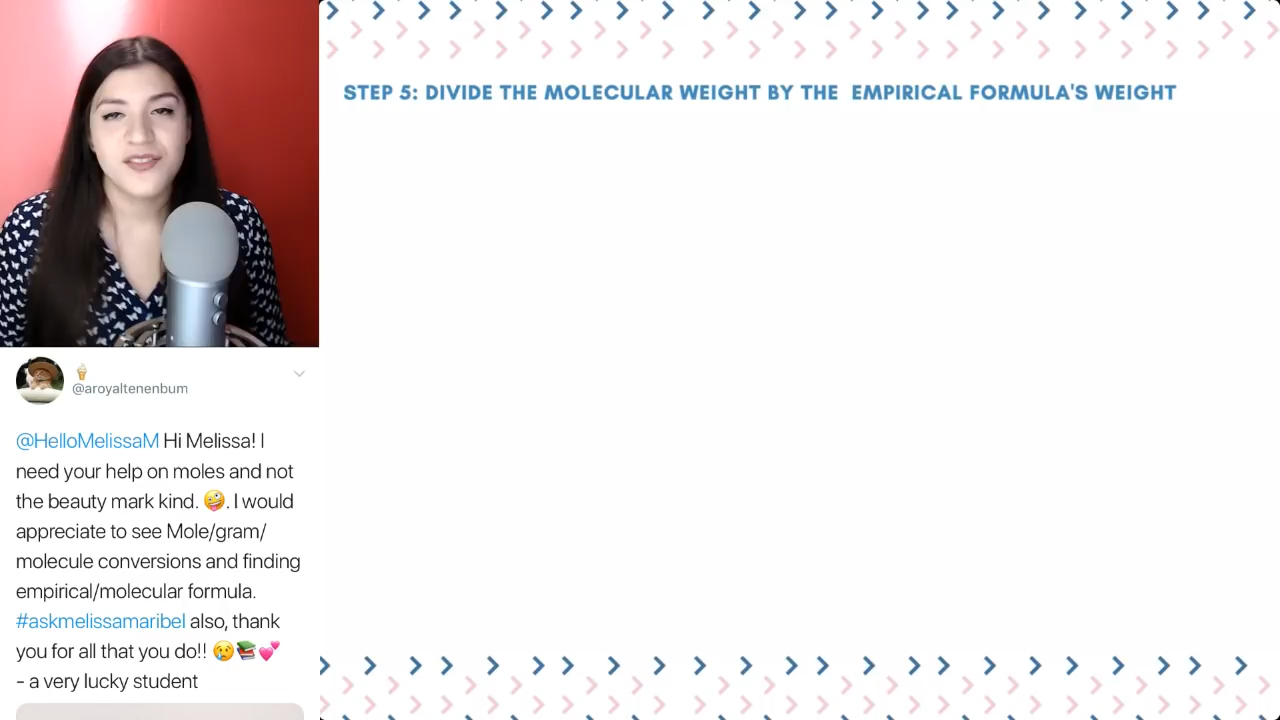 STEP 5: DIVIDE THE MOLECULAR WEIGHT BY THE EMPIRICAL FORMULA'S WEIGHT
🍦
@aroyaltenenbum
@HelloMelissaM Hi Melissa! I
need your help on moles and not
the beauty mark kind. 🤪. I would
appreciate to see Mole/gram/
molecule conversions and finding
empirical/molecular formula.
#askmelissamaribel also, thank
you for all that you do!! 😢📚💕
- a very lucky student